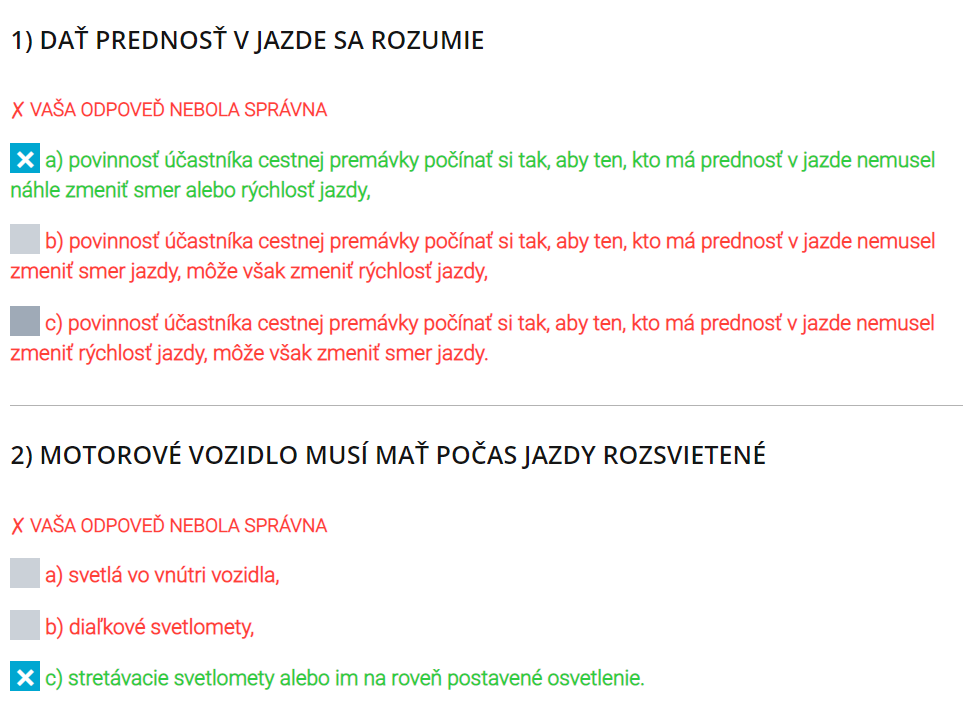 1) DAŤ PREDNOSŤ V JAZDE SA ROZUMIE
✗ VAŠA ODPOVEĎ NEBOLA SPRÁVNA
a) povinnosť účastníka cestnej premávky počínať si tak, aby ten, kto má prednosť v jazde nemusel
náhle zmeniť smer alebo rýchlosť jazdy,
b) povinnosť účastníka cestnej premávky počínať si tak, aby ten, kto má prednosť v jazde nemusel
zmeniť smer jazdy, môže však zmeniť rýchlosť jazdy,
c) povinnosť účastníka cestnej premávky počínať si tak, aby ten, kto má prednosť v jazde nemusel
zmeniť rýchlosť jazdy, môže však zmeniť smer jazdy.
2) MOTOROVÉ VOZIDLO MUSÍ MAŤ POČAS JAZDY ROZSVIETENÉ
✗ VAŠA ODPOVEĎ NEBOLA SPRÁVNA
a) svetlá vo vnútri vozidla,
b) diaľkové svetlomety,
c) stretávacie svetlomety alebo im na roveň postavené osvetlenie.